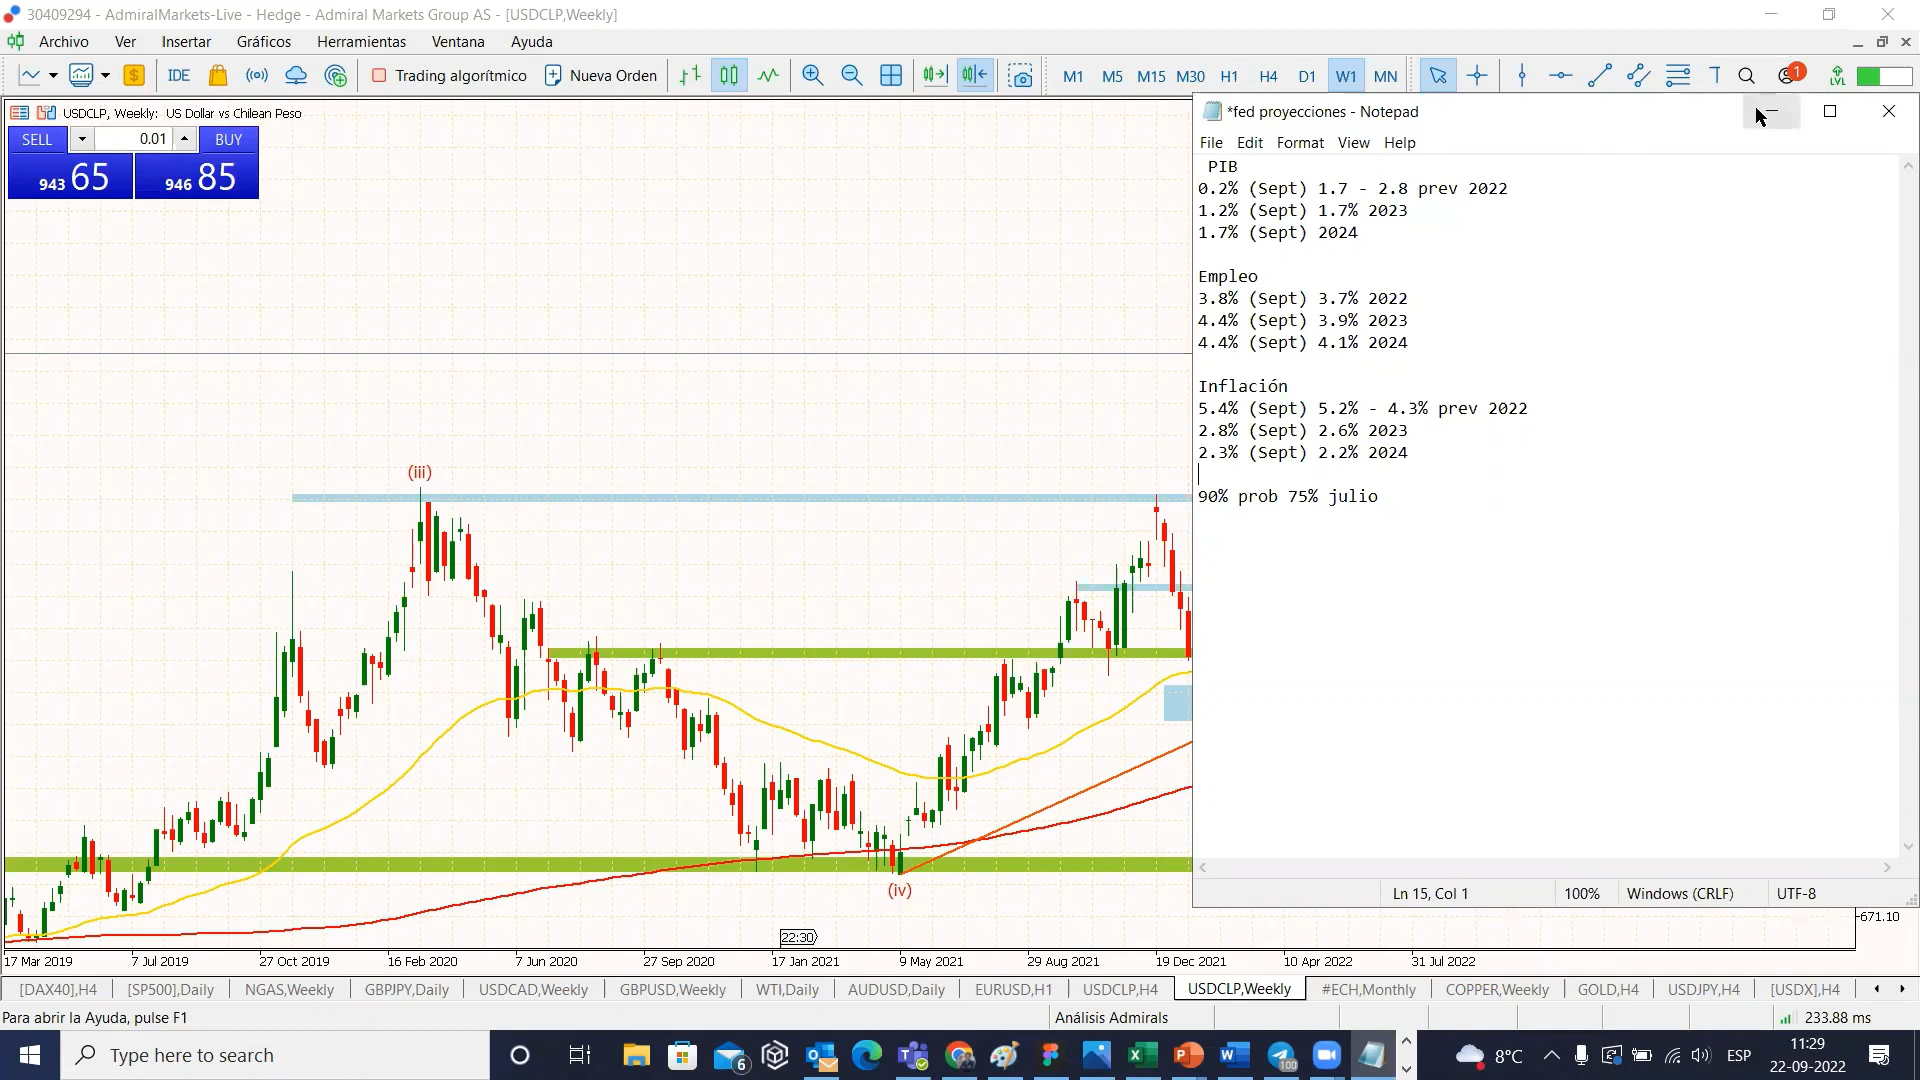 30409294 - AdmiralMarkets-Live - Hedge - Admiral Markets Group AS - [USDCLP,Weekly]
Archivo Ver Insertar Gráficos Herramientas Ventana Ayuda
IDE Trading algorítmico Nueva Orden M1 M5 M15 M30 H1 H4 D1 W1 MN T 1 LVL
USDCLP, Weekly: US Dollar vs Chilean Peso
SELL 0.01 BUY
943 65 946 85
*fed proyecciones - Notepad
File Edit Format View Help
PIB
0.2% (Sept) 1.7 - 2.8 prev 2022
1.2% (Sept) 1.7% 2023
1.7% (Sept) 2024
Empleo
3.8% (Sept) 3.7% 2022
4.4% (Sept) 3.9% 2023
4.4% (Sept) 4.1% 2024
Inflación
5.4% (Sept) 5.2% - 4.3% prev 2022
2.8% (Sept) 2.6% 2023
2.3% (Sept) 2.2% 2024
90% prob 75% julio
(iii)
(iv)
Ln 15, Col 1 100% Windows (CRLF) UTF-8
671.10
22:30
17 Mar 2019 7 Jul 2019 27 Oct 2019 16 Feb 2020 7 Jun 2020 27 Sep 2020 17 Jan 2021 9 May 2021 29 Aug 2021 19 Dec 2021 10 Apr 2022 31 Jul 2022
[DAX40],H4 [SP500],Daily NGAS,Weekly GBPJPY,Daily USDCAD,Weekly GBPUSD,Weekly WTI,Daily AUDUSD,Daily EURUSD,H1 USDCLP,H4 USDCLP,Weekly #ECH,Monthly COPPER,Weekly GOLD,H4 USDJPY,H4 [USDX],H4
Para abrir la Ayuda, pulse F1 Análisis Admirals 233.88 ms
Type here to search 6 100 8°C ESP 11:29
22-09-2022